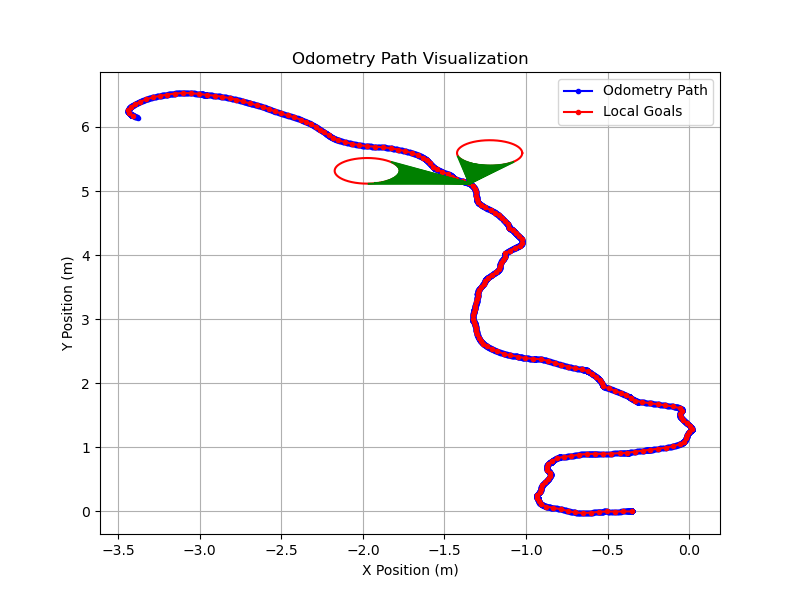 Odometry Path Visualization
Odometry Path
Local Goals
Y Position (m)
6
5
4
3
2
1
0
−3.5 −3.0 −2.5 −2.0 −1.5 −1.0 −0.5 0.0
X Position (m)